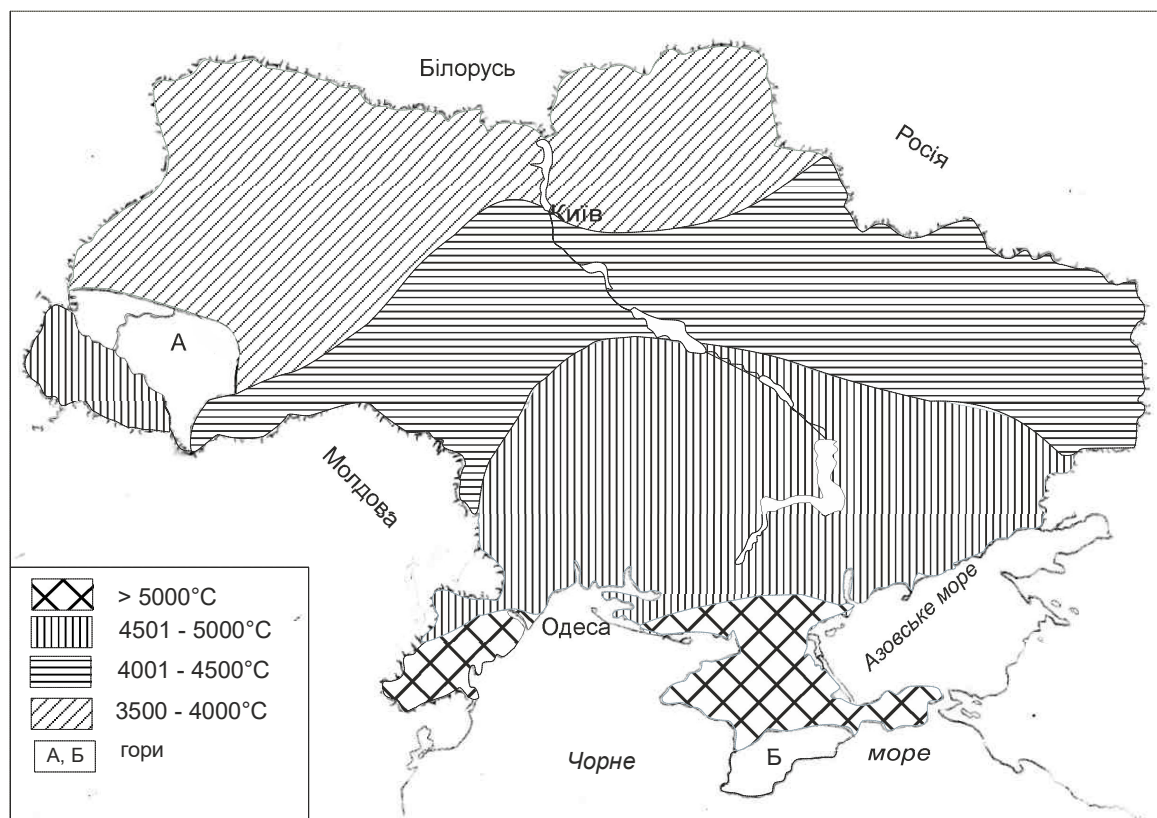 Білорусь
Росія
Київ
А
Молдова
Одеса
Азовське море
Чорне
море
Б
> 5000°C
4501 - 5000°C
4001 - 4500°C
3500 - 4000°C
А, Б
гори